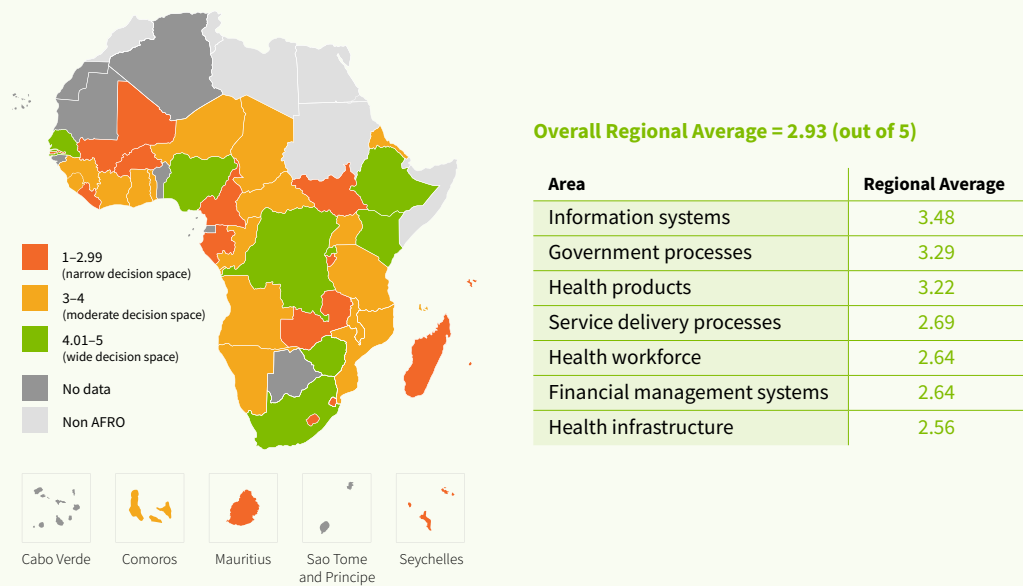 Overall Regional Average = 2.93 (out of 5)
Area Regional Average
Information systems 3.48
Government processes 3.29
Health products 3.22
Service delivery processes 2.69
Health workforce 2.64
Financial management systems 2.64
Health infrastructure 2.56
1–2.99
(narrow decision space)
3–4
(moderate decision space)
4.01–5
(wide decision space)
No data
Non AFRO
Cabo Verde
Comoros
Mauritius
Sao Tome
and Principe
Seychelles